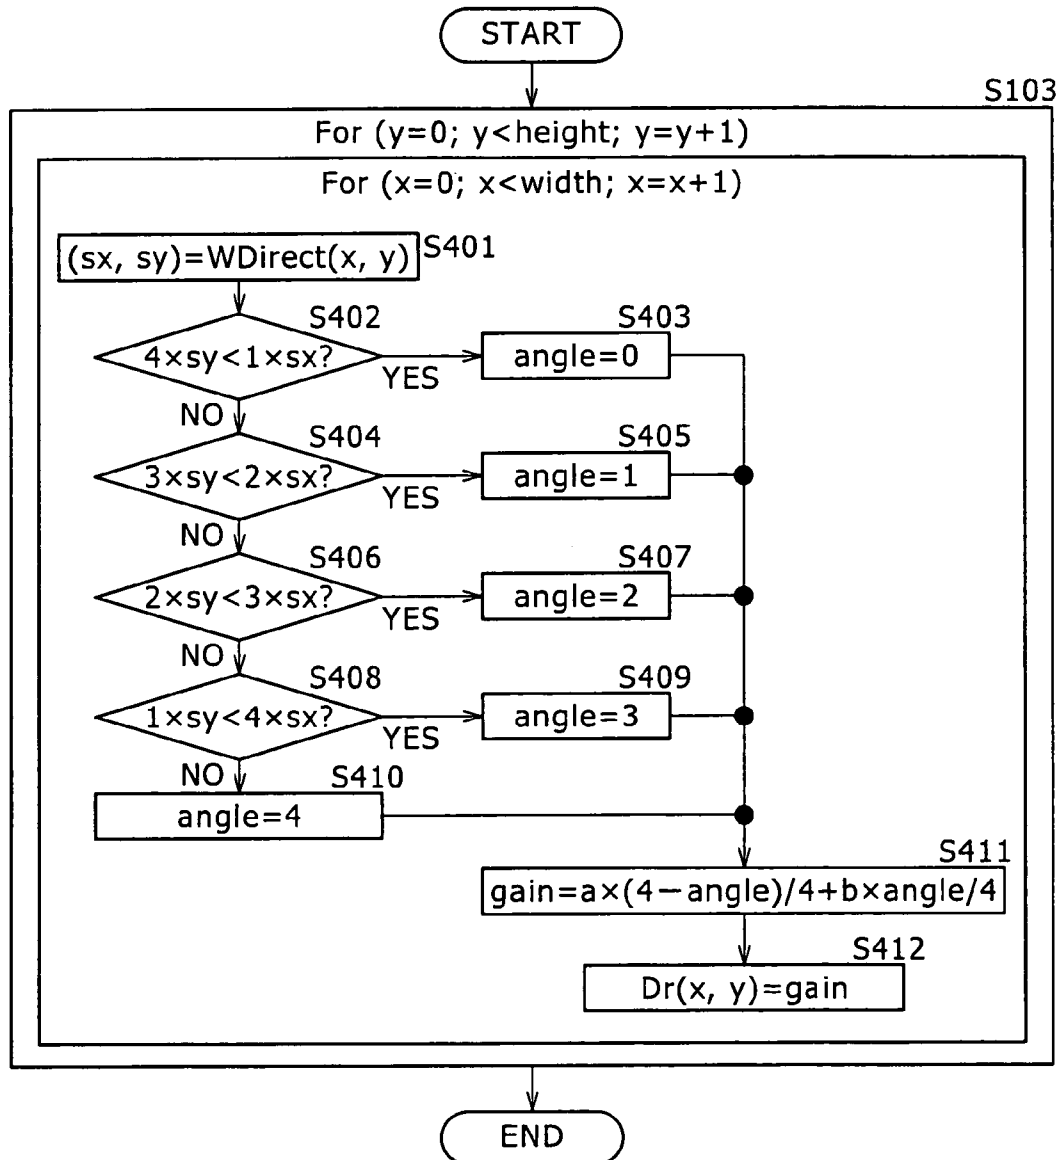 START
S103
For (y=0; y<height; y=y+1)
For (x=0; x<width; x=x+1)
(sx, sy)=WDirect(x, y)
S401
S402
4×sy<1×sx?
YES
NO
S403
angle=0
S404
3×sy<2×sx?
YES
NO
S405
angle=1
S406
2×sy<3×sx?
YES
NO
S407
angle=2
S408
1×sy<4×sx?
YES
NO
S409
angle=3
S410
angle=4
S411
gain=a×(4−angle)/4+b×angle/4
S412
Dr(x, y)=gain
END